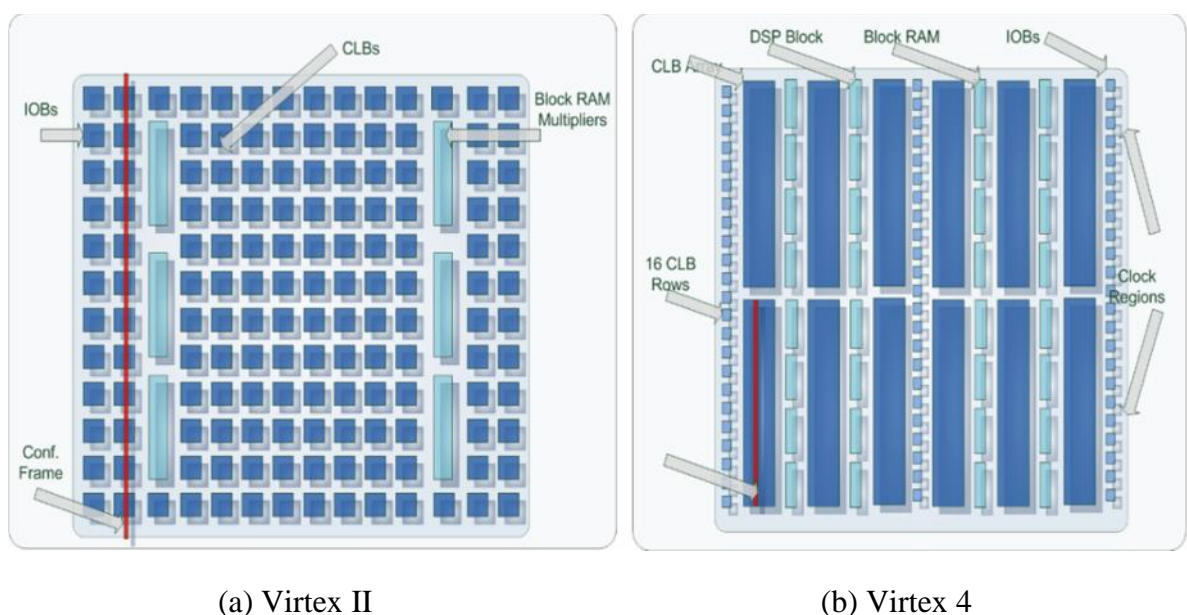 CLBs
IOBs
Block RAM
Multipliers
Conf.
Frame
(a) Virtex II
DSP Block
Block RAM
IOBs
CLB Array
16 CLB
Rows
Clock
Regions
(b) Virtex 4